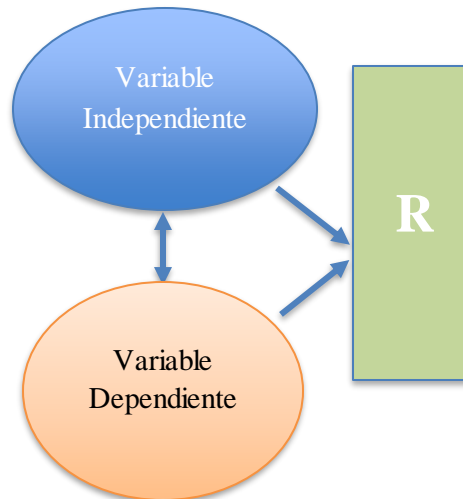 Variable
Independiente
R
Variable
Dependiente